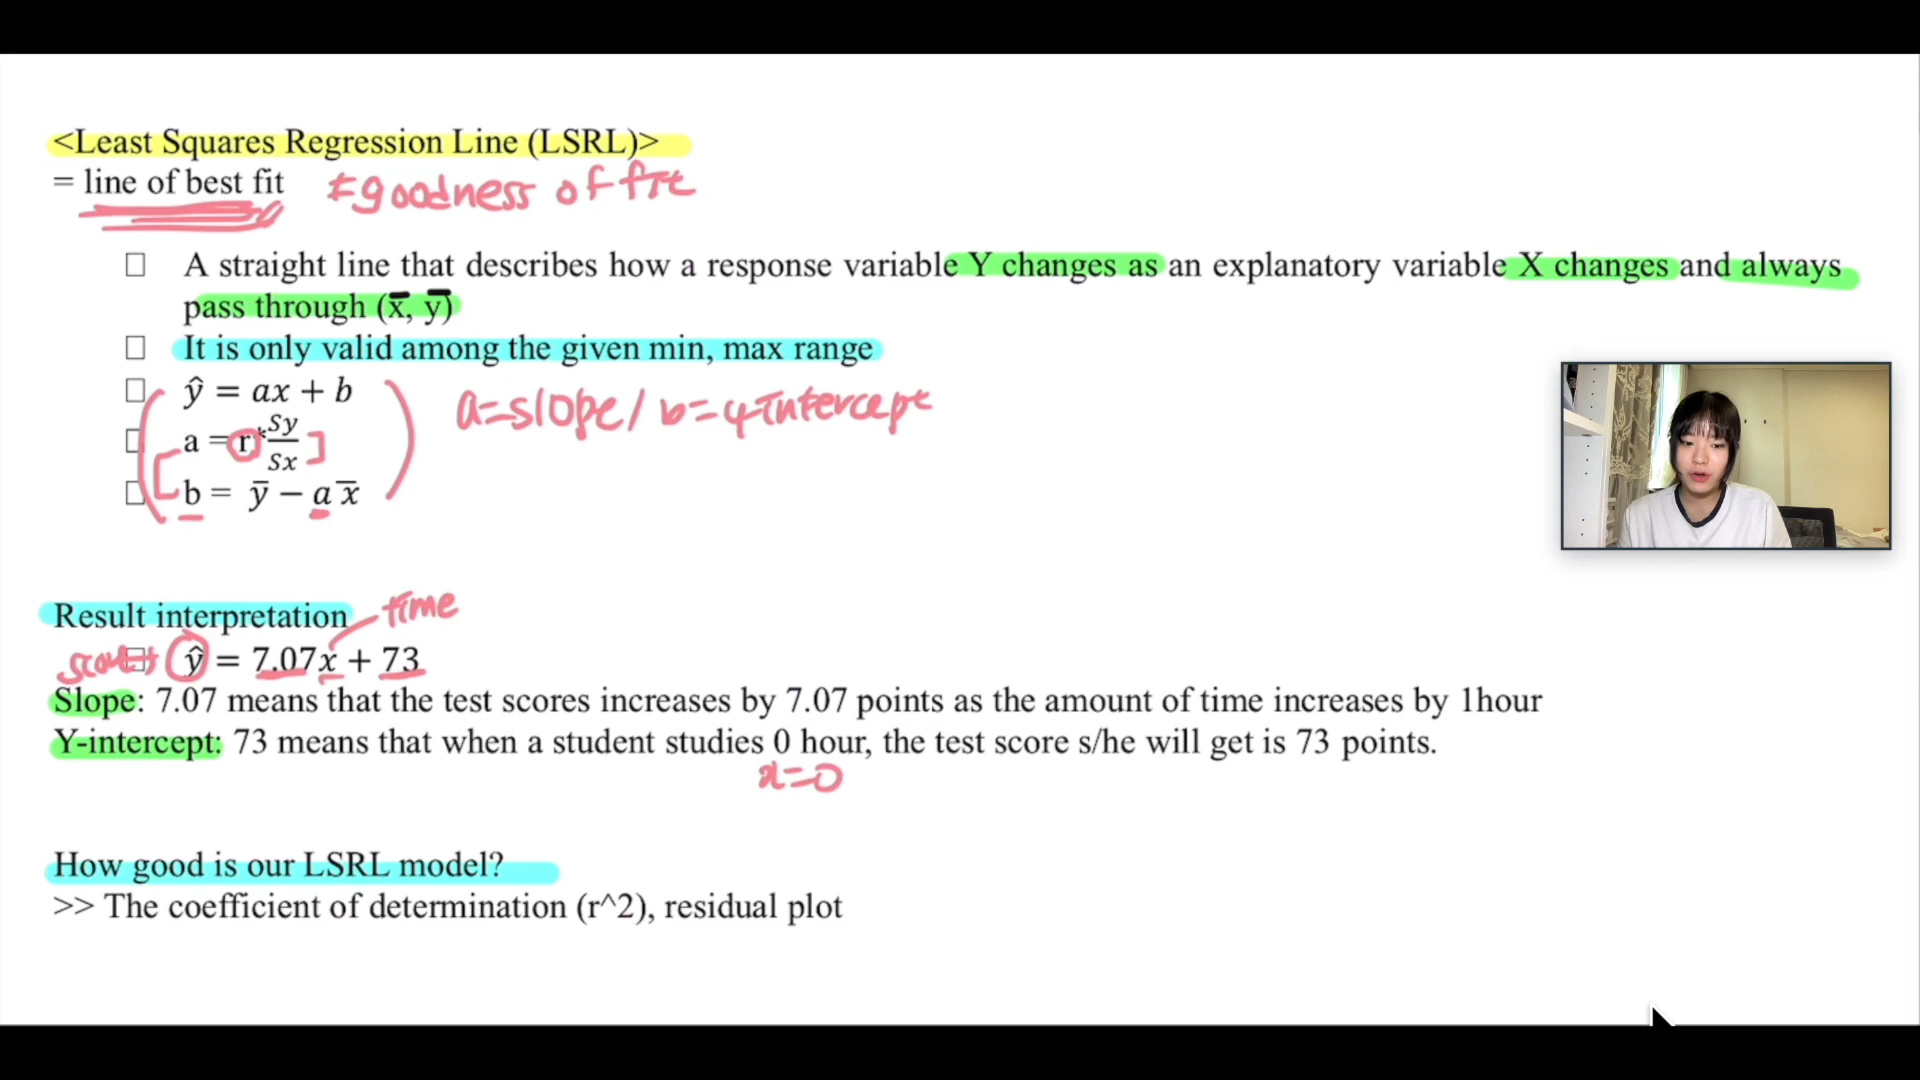 <Least Squares Regression Line (LSRL)>
= line of best fit ≠goodness of fit
A straight line that describes how a response variable Y changes as an explanatory variable X changes and always
pass through (x̅, y̅)
It is only valid among the given min, max range
ŷ = ax + b
a=slope/ b=y-intercept
a = r*Sy/Sx
b = y̅ − a x̅
Result interpretation time
ŷ = 7.07x + 73
Slope: 7.07 means that the test scores increases by 7.07 points as the amount of time increases by 1hour
Y-intercept: 73 means that when a student studies 0 hour, the test score s/he will get is 73 points.
x=0
How good is our LSRL model?
>> The coefficient of determination (r^2), residual plot